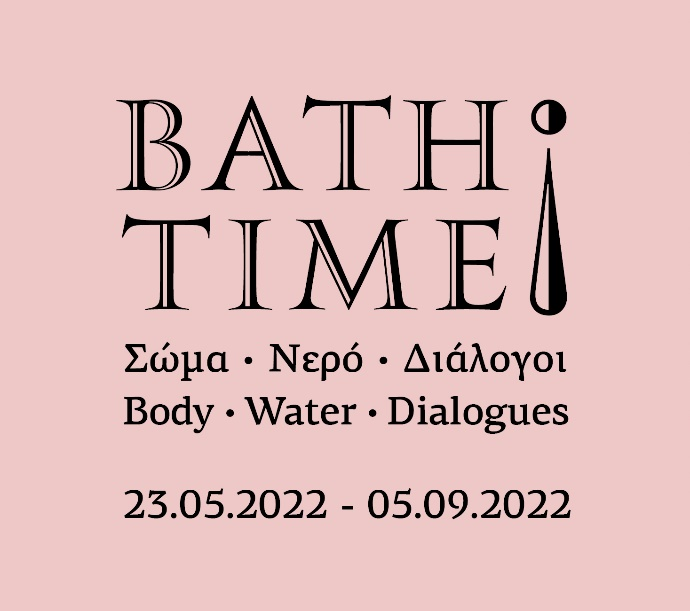 BATH
TIME¡
Σώμα • Νερό • Διάλογοι
Body • Water • Dialogues
23.05.2022 - 05.09.2022